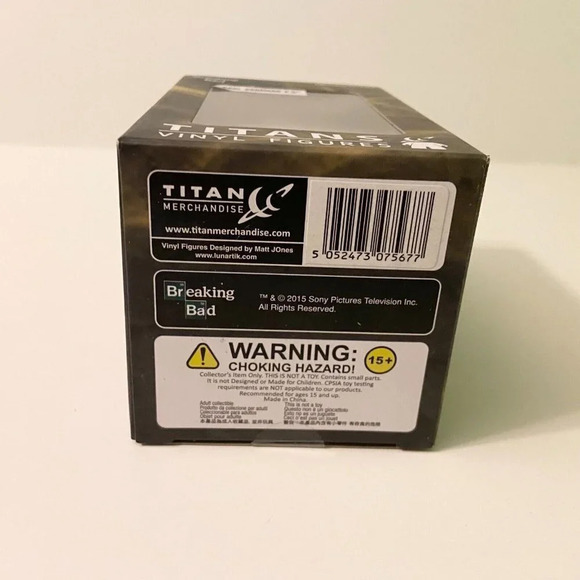 TITANS
VINYL FIGURES
TITAN
MERCHANDISE
www.titanmerchandise.com
Vinyl Figures Designed by Matt JOnes
www.lunartik.com
5 052473 075677
Breaking
Bad
™ & © 2015 Sony Pictures Television Inc.
All Rights Reserved.
WARNING:
CHOKING HAZARD!
15+
Collector's Item Only. THIS IS NOT A TOY. Contains small parts.
It is not Designed or Made for Children. CPSIA toy testing
requirements are NOT applicable to this item.
Recommended for ages 15 and up.
Made in China.
Adult collectible
Produto da collezione per adulti
Collectionable para adultos
Objet pour adultes
This is not a toy
Questo non è un giocattolo
Esto no es un juguete
Ceci n'est pas un jouet